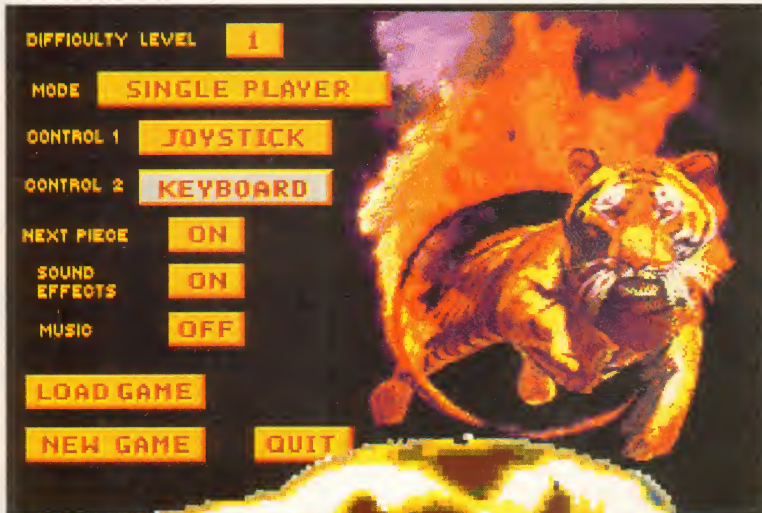 DIFFICULTY LEVEL 1
MODE SINGLE PLAYER
CONTROL 1 JOYSTICK
CONTROL 2 KEYBOARD
NEXT PIECE ON
SOUND
EFFECTS ON
MUSIC OFF
LOAD GAME
NEW GAME QUIT